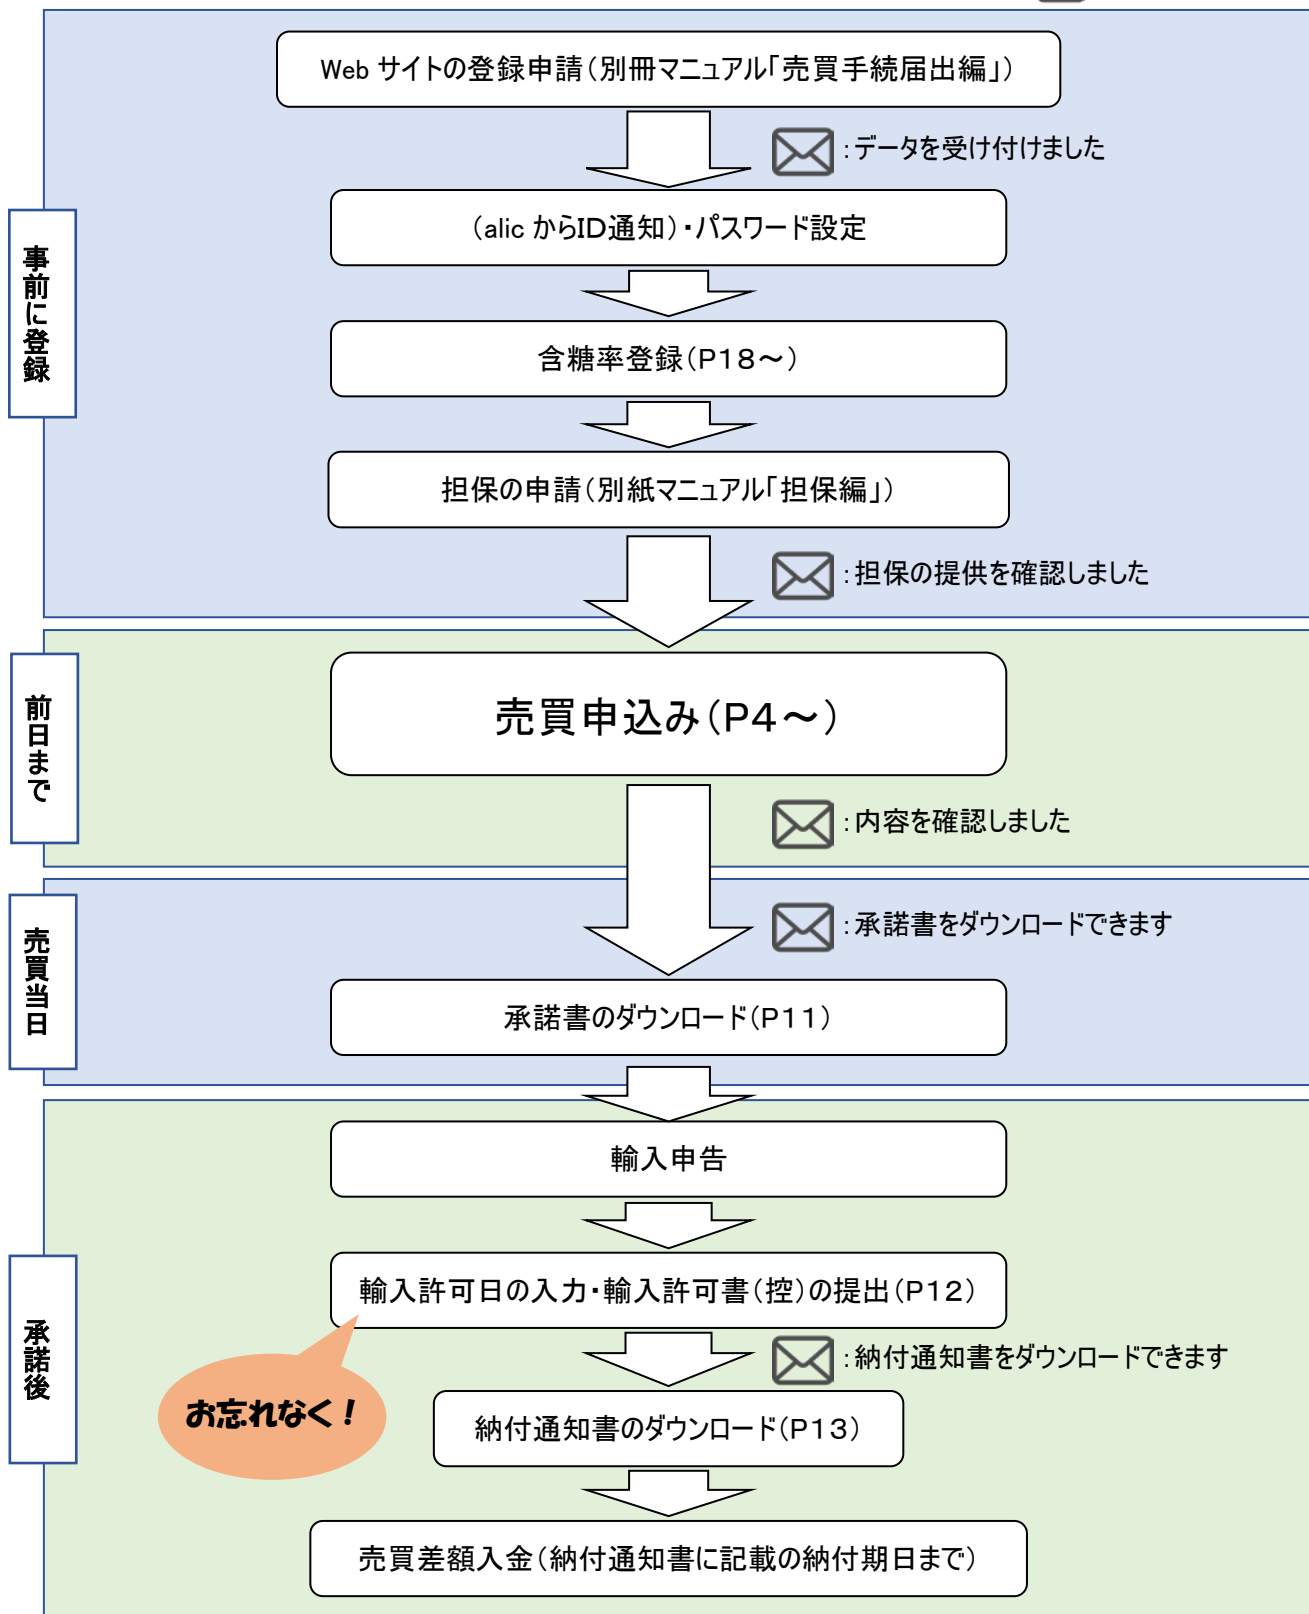 Web サイトの登録申請（別冊マニュアル「売買手続届出編」）
：データを受け付けました
（alic からID通知）・パスワード設定
事前に登録
含糖率登録（P18～）
担保の申請（別紙マニュアル「担保編」）
：担保の提供を確認しました
前日まで
売買申込み（P4～）
：内容を確認しました
売買当日
：承諾書をダウンロードできます
承諾書のダウンロード（P11）
輸入申告
輸入許可日の入力・輸入許可書（控）の提出（P12）
承諾後
：納付通知書をダウンロードできます
お忘れなく！
納付通知書のダウンロード（P13）
売買差額入金（納付通知書に記載の納付期日まで）